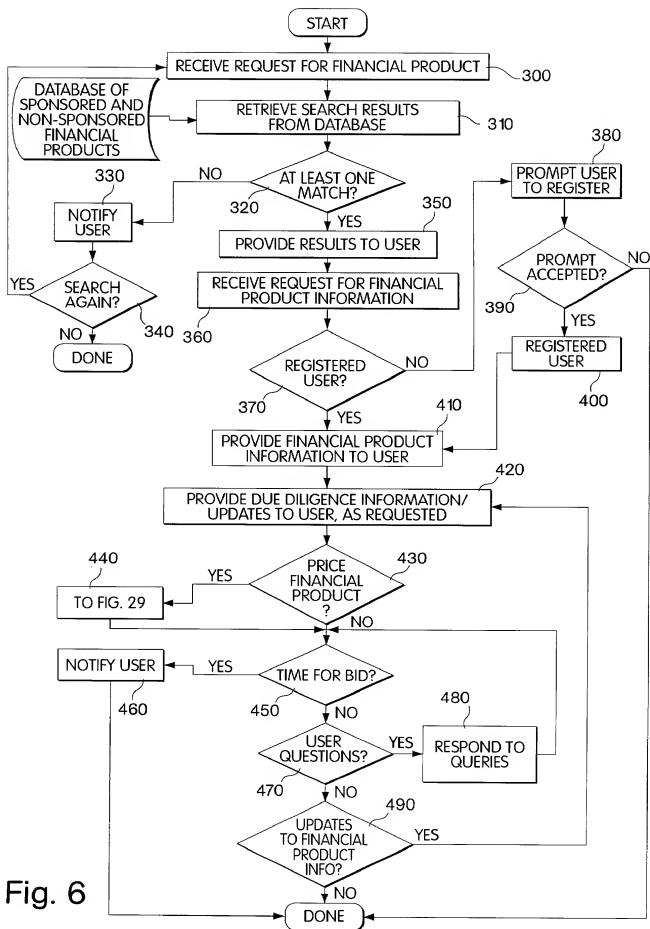 START
RECEIVE REQUEST FOR FINANCIAL PRODUCT
300
DATABASE OF
SPONSORED AND
NON-SPONSORED
FINANCIAL
PRODUCTS
RETRIEVE SEARCH RESULTS
FROM DATABASE
310
380
PROMPT USER
TO REGISTER
330
NO
AT LEAST ONE
MATCH?
320
YES
350
NOTIFY
USER
PROVIDE RESULTS TO USER
PROMPT
ACCEPTED?
NO
390
YES
YES
SEARCH
AGAIN?
340
NO
DONE
RECEIVE REQUEST FOR FINANCIAL
PRODUCT INFORMATION
360
REGISTERED
USER
400
REGISTERED
USER?
NO
370
YES
410
PROVIDE FINANCIAL PRODUCT
INFORMATION TO USER
420
PROVIDE DUE DILIGENCE INFORMATION/
UPDATES TO USER, AS REQUESTED
430
PRICE
FINANCIAL
PRODUCT
?
440
YES
TO FIG. 29
NO
NOTIFY USER
460
YES
TIME FOR BID?
450
NO
480
USER
QUESTIONS?
YES
RESPOND TO
QUERIES
470
NO
490
UPDATES
TO FINANCIAL
PRODUCT
INFO?
YES
NO
DONE
Fig. 6